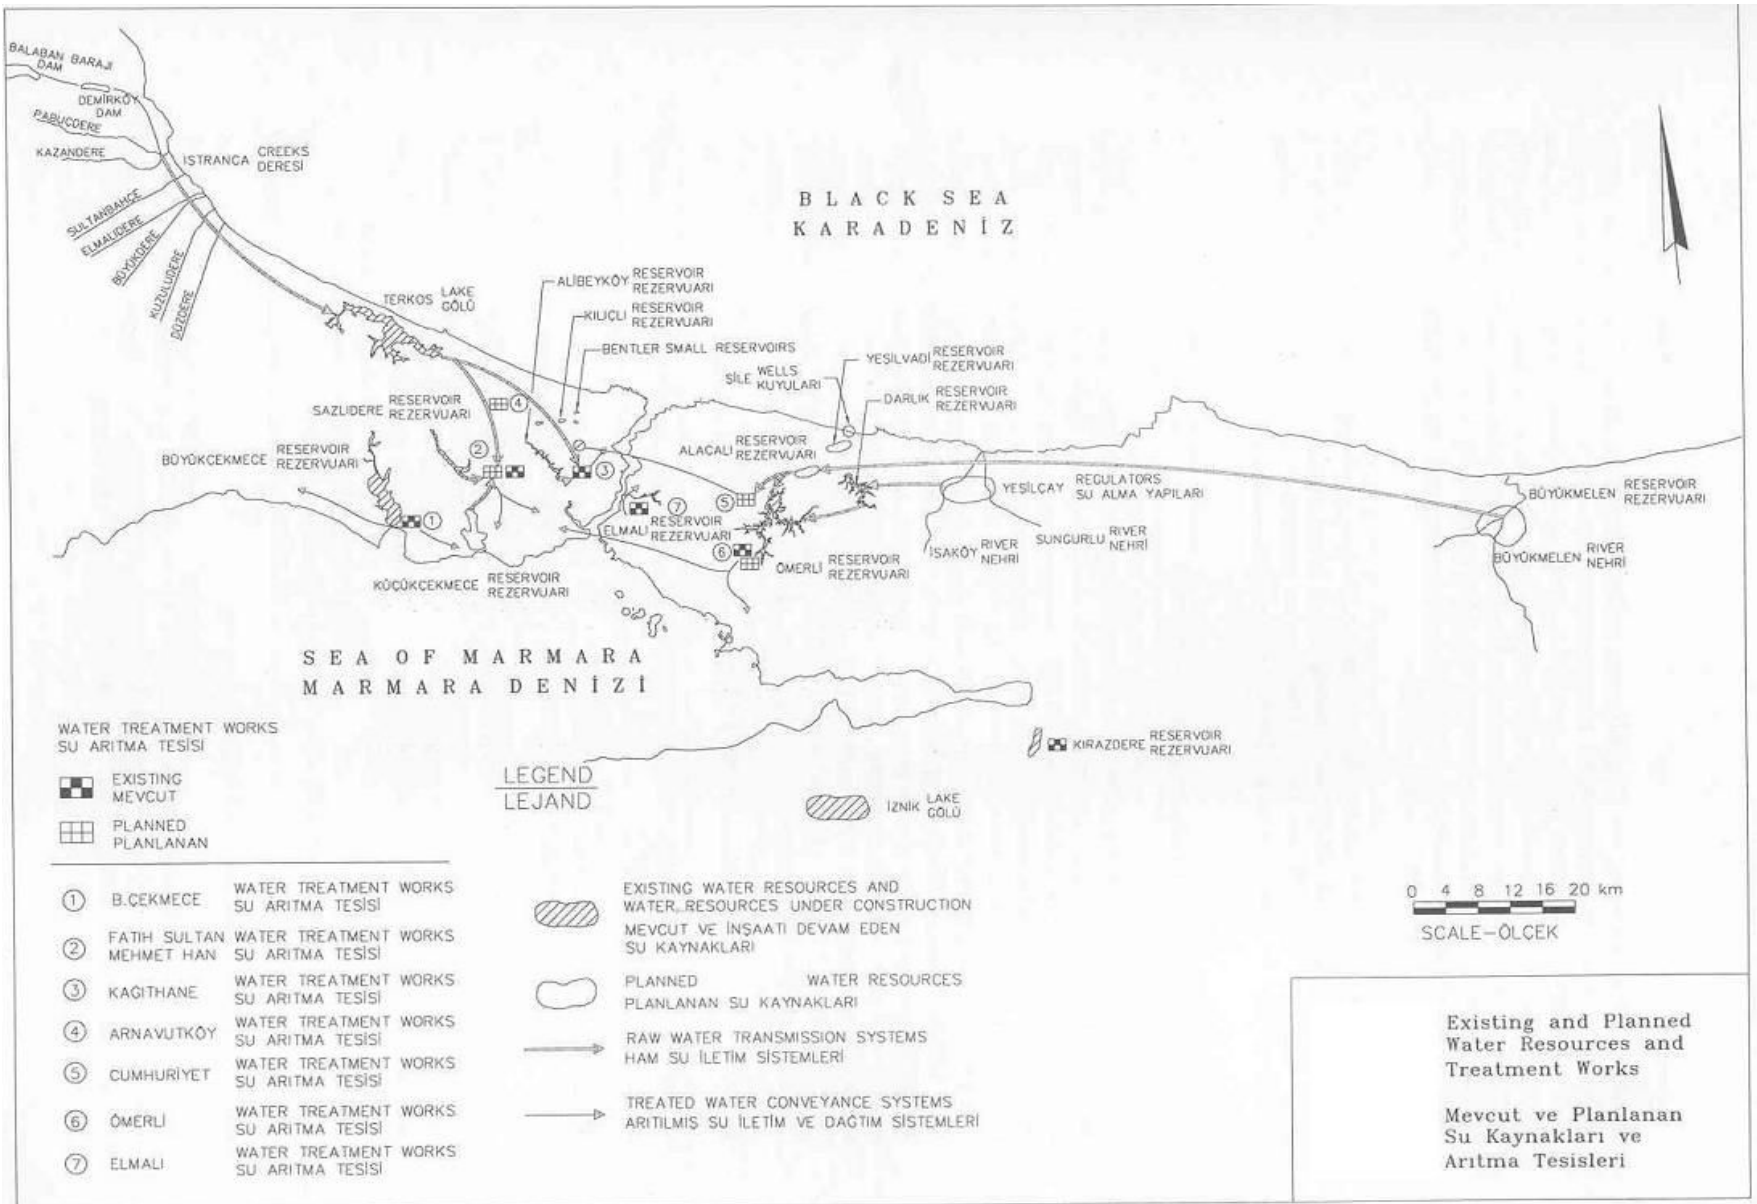 BALABAN BARAJI
DAM
DEMİRKÖY
DAM
PABUÇDERE
KAZANDERE
ISTRANCA CREEKS
DERESİ
SULTANBAHÇE
ELMALIDERE
BÜYÜKDERE
KUZULUDERE
DÜZDERE
BLACK SEA
KARADENİZ
TERKOS LAKE
GÖLÜ
ALİBEYKÖY RESERVOIR
REZERVUARI
KILIÇLI RESERVOIR
REZERVUARI
BENTLER SMALL RESERVOIRS
ŞİLE WELLS
KUYULARI
YEŞİLVADİ RESERVOIR
REZERVUARI
DARLIK RESERVOIR
REZERVUARI
SAZLIDERE RESERVOIR
REZERVUARI
4
BÜYÜKÇEKMECE RESERVOIR
REZERVUARI
2
3
ALACALI RESERVOIR
REZERVUARI
5
7
1
ELMALI RESERVOIR
REZERVUARI
6
YEŞİLÇAY REGULATORS
SU ALMA YAPILARI
BÜYÜKMELEN RESERVOIR
REZERVUARI
İSAKÖY RIVER
NEHRİ
SUNGURLU RIVER
NEHRİ
BÜYÜKMELEN RIVER
NEHRİ
ÖMERLİ RESERVOIR
REZERVUARI
KÜÇÜKÇEKMECE RESERVOIR
REZERVUARI
SEA OF MARMARA
MARMARA DENİZİ
KIRAZDERE RESERVOIR
REZERVUARI
İZNİK LAKE
GÖLÜ
WATER TREATMENT WORKS
SU ARITMA TESİSİ
EXISTING
MEVCUT
PLANNED
PLANLANAN
LEGEND
LEJAND
1 B.ÇEKMECE WATER TREATMENT WORKS
SU ARITMA TESİSİ
2 FATIH SULTAN WATER TREATMENT WORKS
MEHMET HAN SU ARITMA TESİSİ
3 KAĞITHANE WATER TREATMENT WORKS
SU ARITMA TESİSİ
4 ARNAVUTKÖY WATER TREATMENT WORKS
SU ARITMA TESİSİ
5 CUMHURİYET WATER TREATMENT WORKS
SU ARITMA TESİSİ
6 ÖMERLİ WATER TREATMENT WORKS
SU ARITMA TESİSİ
7 ELMALI WATER TREATMENT WORKS
SU ARITMA TESİSİ
EXISTING WATER RESOURCES AND
WATER RESOURCES UNDER CONSTRUCTION
MEVCUT VE İNŞAATI DEVAM EDEN
SU KAYNAKLARI
PLANNED WATER RESOURCES
PLANLANAN SU KAYNAKLARI
RAW WATER TRANSMISSION SYSTEMS
HAM SU İLETİM SİSTEMLERİ
TREATED WATER CONVEYANCE SYSTEMS
ARITILMIŞ SU İLETİM VE DAĞTIM SİSTEMLERİ
0 4 8 12 16 20 km
SCALE-ÖLÇEK
Existing and Planned
Water Resources and
Treatment Works
Mevcut ve Planlanan
Su Kaynakları ve
Arıtma Tesisleri